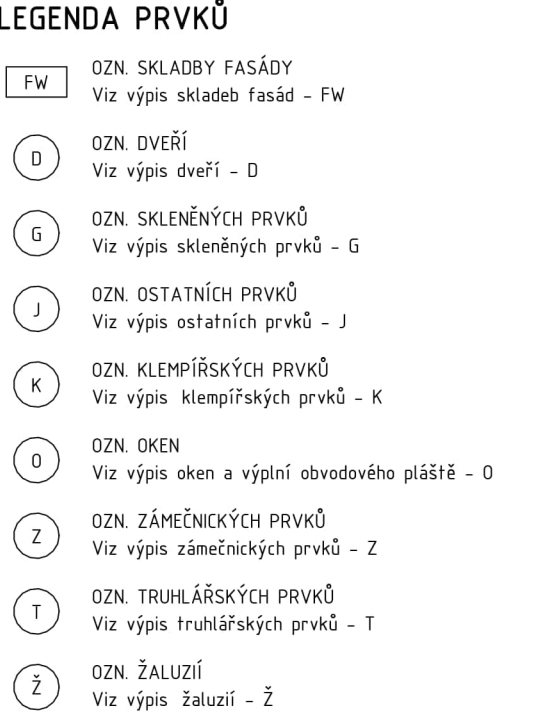 LEGENDA PRVKŮ
FW
OZN. SKLADBY FASÁDY
Viz výpis skladeb fasád - FW
D
OZN. DVEŘÍ
Viz výpis dveří - D
G
OZN. SKLENĚNÝCH PRVKŮ
Viz výpis skleněných prvků - G
J
OZN. OSTATNÍCH PRVKŮ
Viz výpis ostatních prvků - J
K
OZN. KLEMPÍŘSKÝCH PRVKŮ
Viz výpis klempířských prvků - K
O
OZN. OKEN
Viz výpis oken a výplní obvodového pláště - O
Z
OZN. ZÁMEČNICKÝCH PRVKŮ
Viz výpis zámečnických prvků - Z
T
OZN. TRUHLÁŘSKÝCH PRVKŮ
Viz výpis truhlářských prvků - T
Ž
OZN. ŽALUZIÍ
Viz výpis žaluzií - Ž